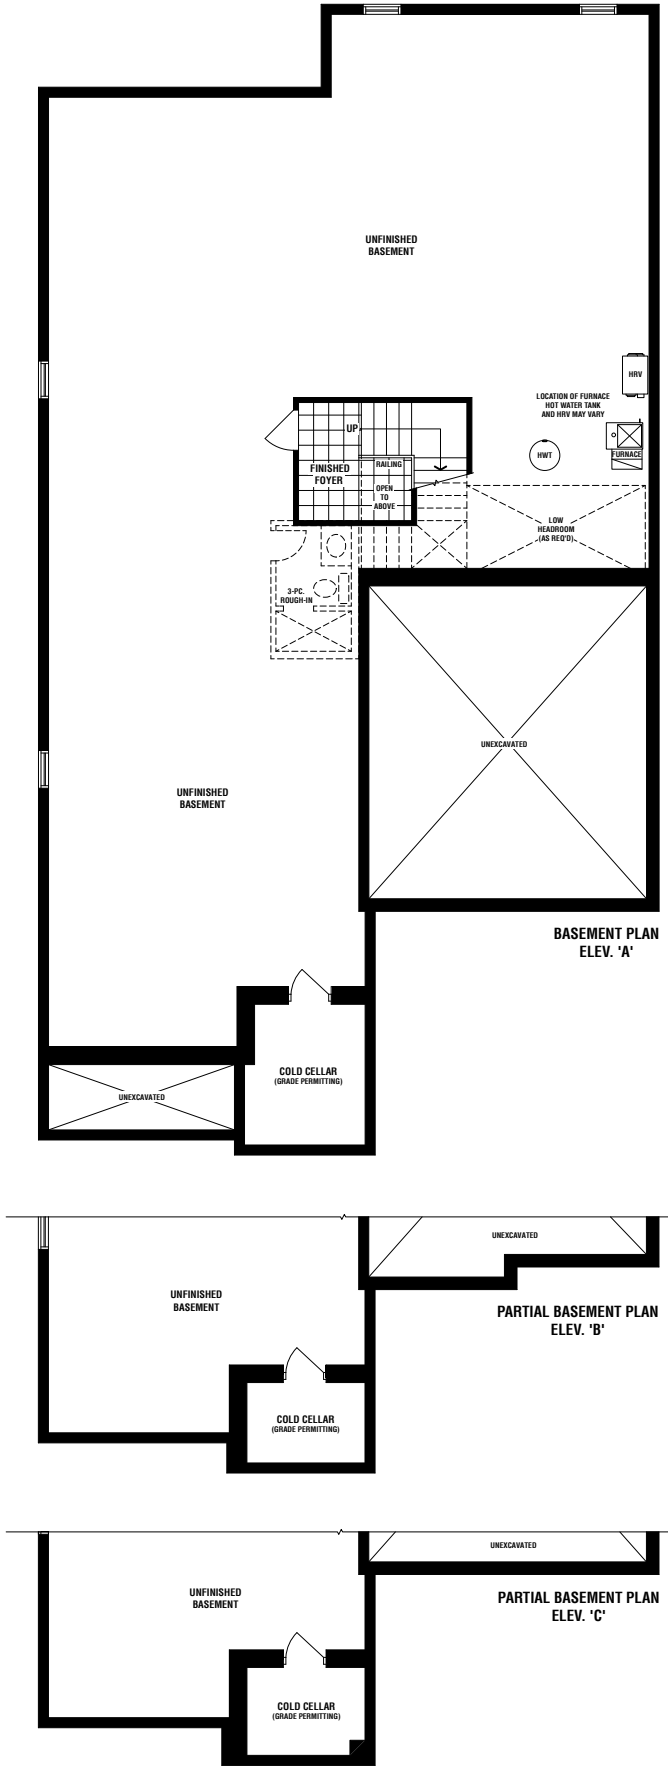 UNFINISHED
BASEMENT
HRV
LOCATION OF FURNACE
HOT WATER TANK
AND HRV MAY VARY
UP
FURNACE
HWT
RAILING
FINISHED
FOYER
OPEN
TO
ABOVE
LOW
HEADROOM
(AS REQ'D)
3-PC.
ROUGH-IN
UNEXCAVATED
UNFINISHED
BASEMENT
BASEMENT PLAN
ELEV. 'A'
COLD CELLAR
(GRADE PERMITTING)
UNEXCAVATED
UNEXCAVATED
UNFINISHED
BASEMENT
PARTIAL BASEMENT PLAN
ELEV. 'B'
COLD CELLAR
(GRADE PERMITTING)
UNEXCAVATED
UNFINISHED
BASEMENT
PARTIAL BASEMENT PLAN
ELEV. 'C'
COLD CELLAR
(GRADE PERMITTING)